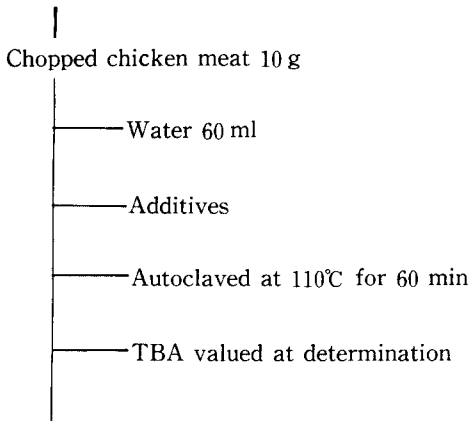 Chopped chicken meat 10 g
Water 60 ml
Additives
Autoclaved at 110℃ for 60 min
TBA valued at determination